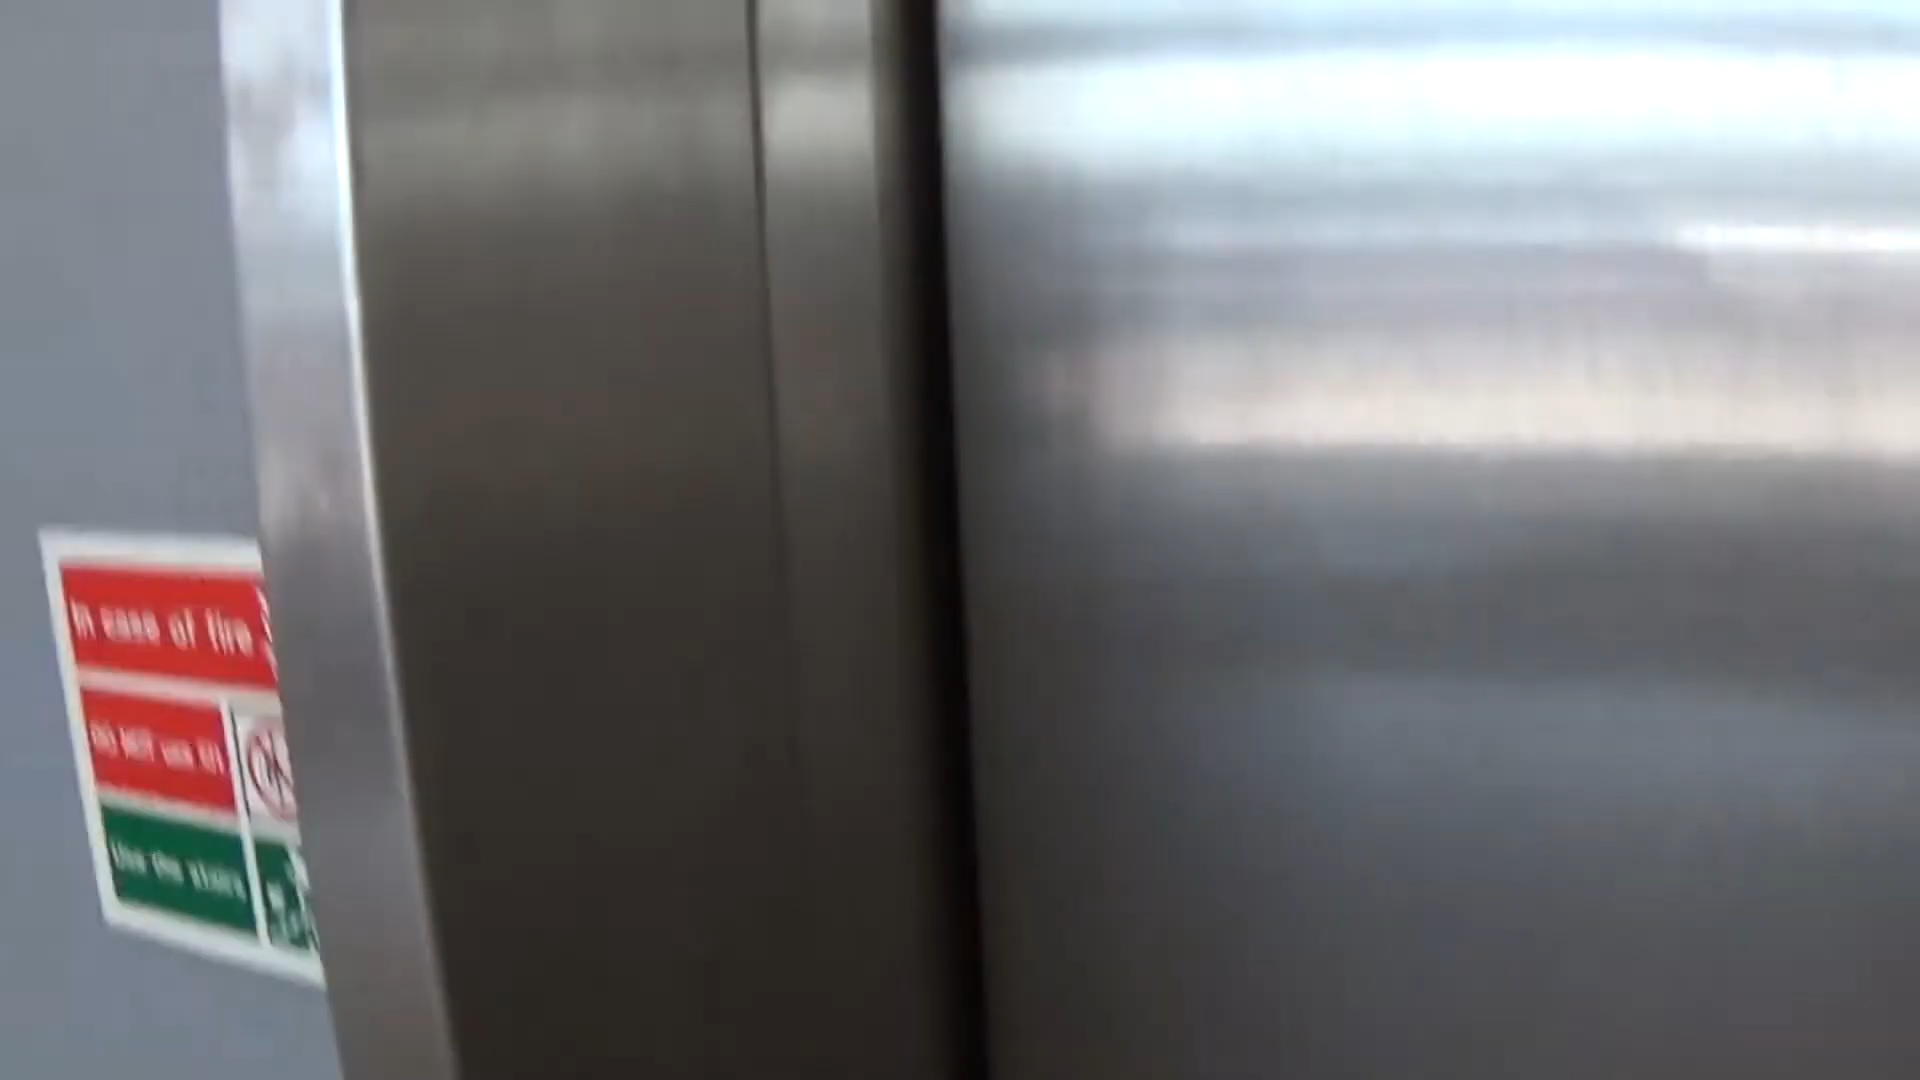 In case of fire
DO NOT use lift
Use the stairs